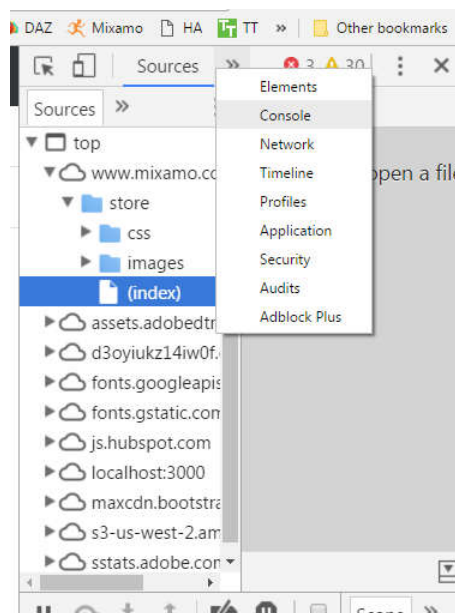 DAZ Mixamo HA TT » Other bookmarks
Sources » 3 30
Sources »
Elements
Console
Network
Timeline
Profiles
Application
Security
Audits
Adblock Plus
top
www.mixamo.co
open a file
store
css
images
(index)
assets.adobedtr
d3oyiukz14iw0f.
fonts.googleapis
fonts.gstatic.com
js.hubspot.com
localhost:3000
maxcdn.bootstra
s3-us-west-2.am
sstats.adobe.con
Scope »